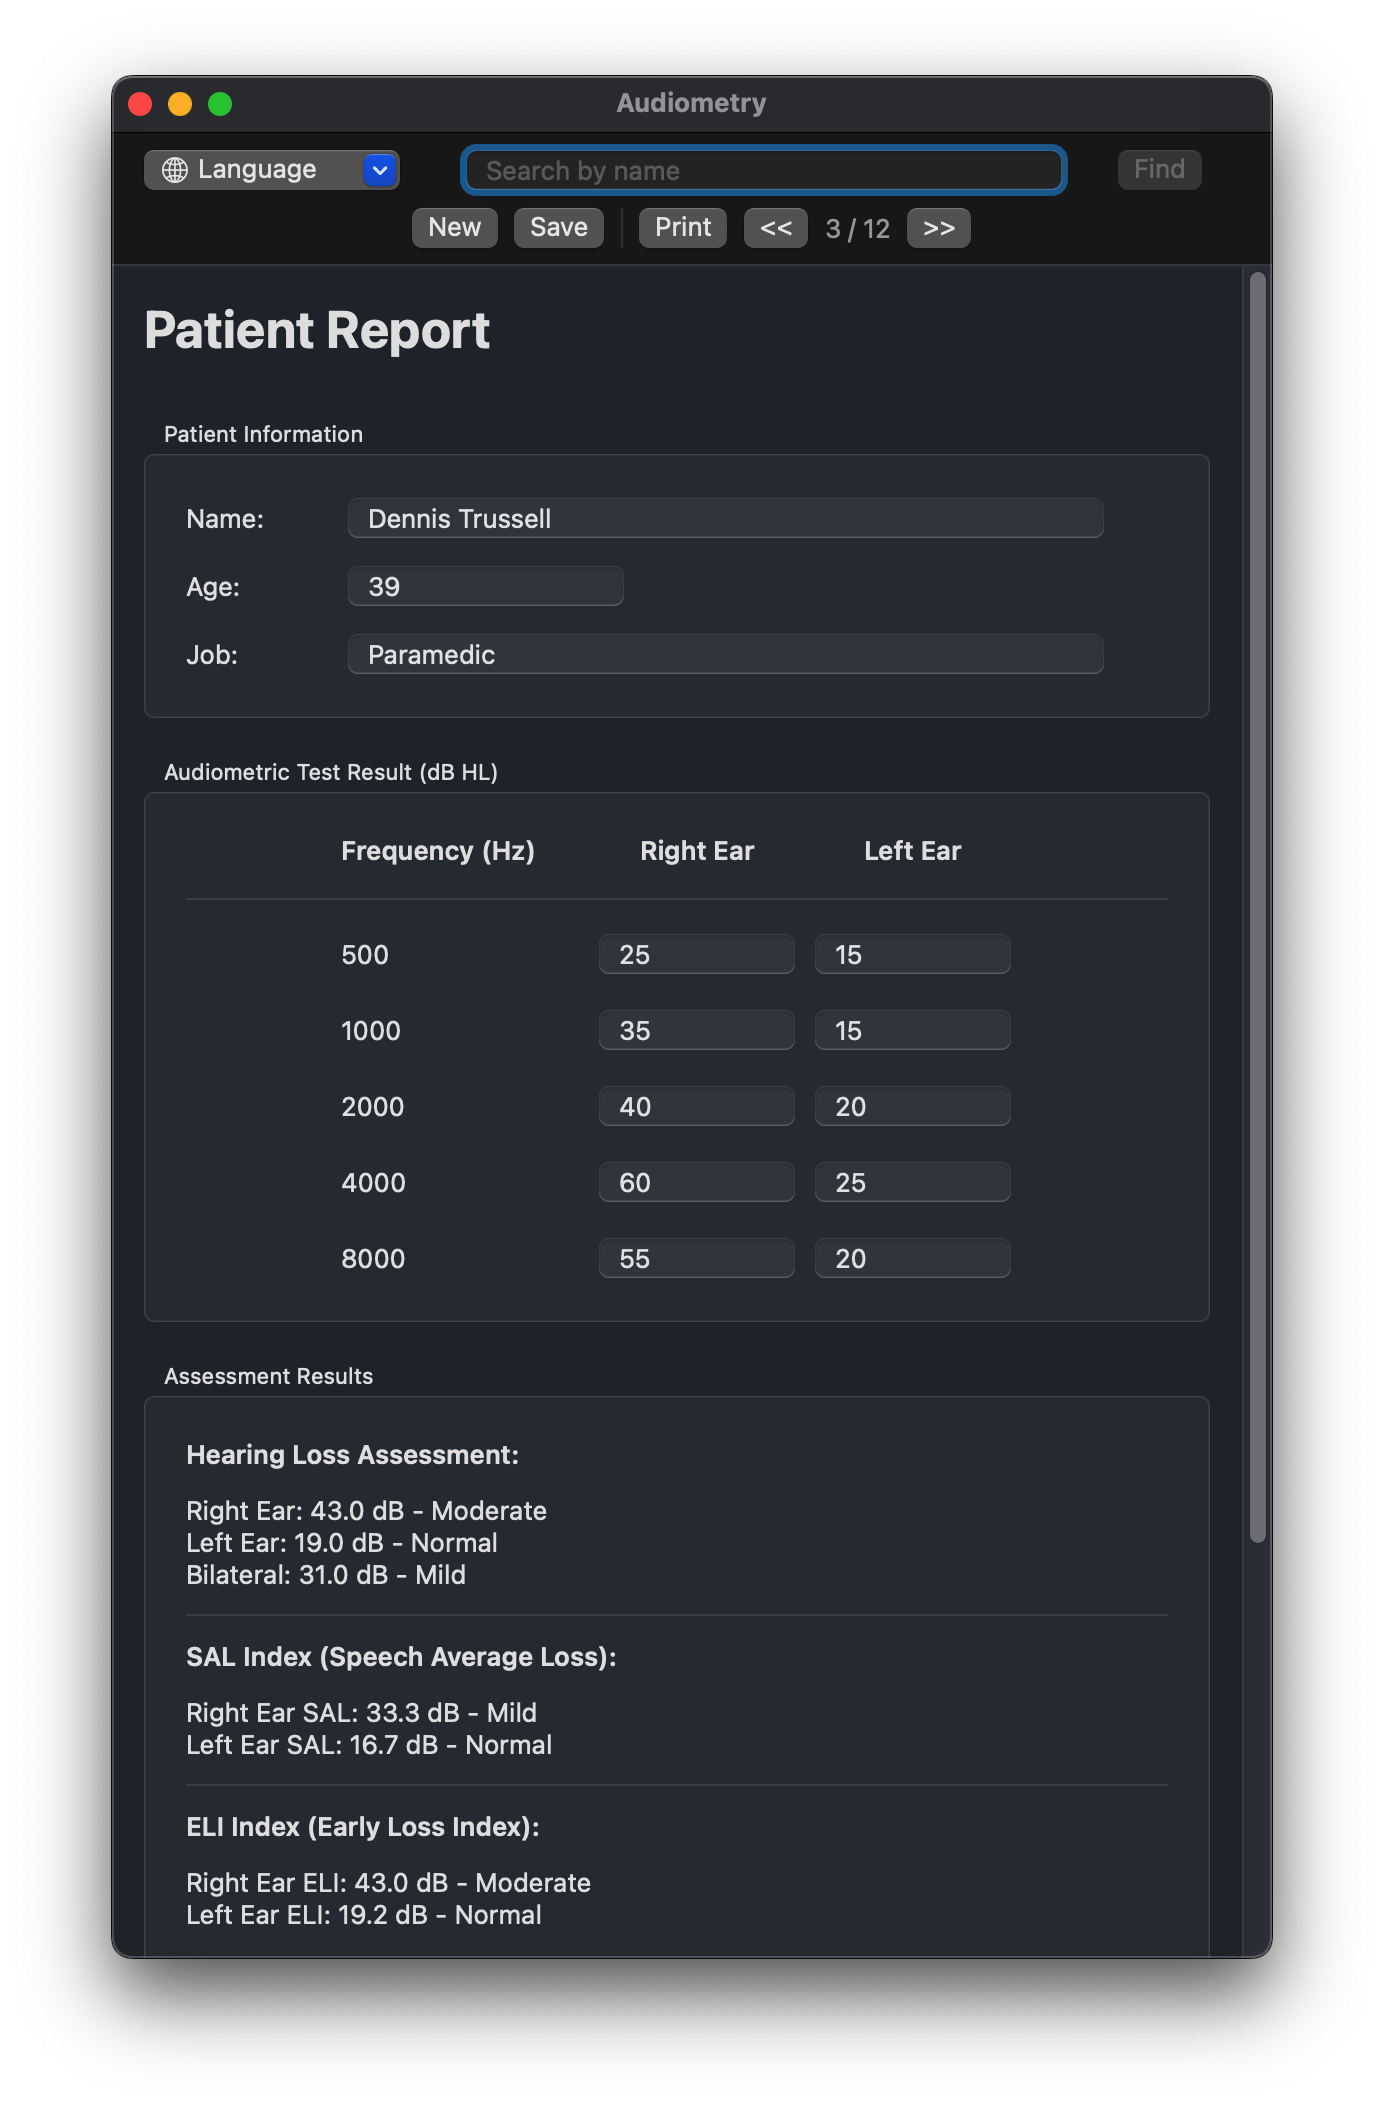 Audiometry
Language
Search by name
Find
New Save Print << 3 / 12 >>
Patient Report
Patient Information
Name: Dennis Trussell
Age: 39
Job: Paramedic
Audiometric Test Result (dB HL)
Frequency (Hz) Right Ear Left Ear
500 25 15
1000 35 15
2000 40 20
4000 60 25
8000 55 20
Assessment Results
Hearing Loss Assessment:
Right Ear: 43.0 dB - Moderate
Left Ear: 19.0 dB - Normal
Bilateral: 31.0 dB - Mild
SAL Index (Speech Average Loss):
Right Ear SAL: 33.3 dB - Mild
Left Ear SAL: 16.7 dB - Normal
ELI Index (Early Loss Index):
Right Ear ELI: 43.0 dB - Moderate
Left Ear ELI: 19.2 dB - Normal